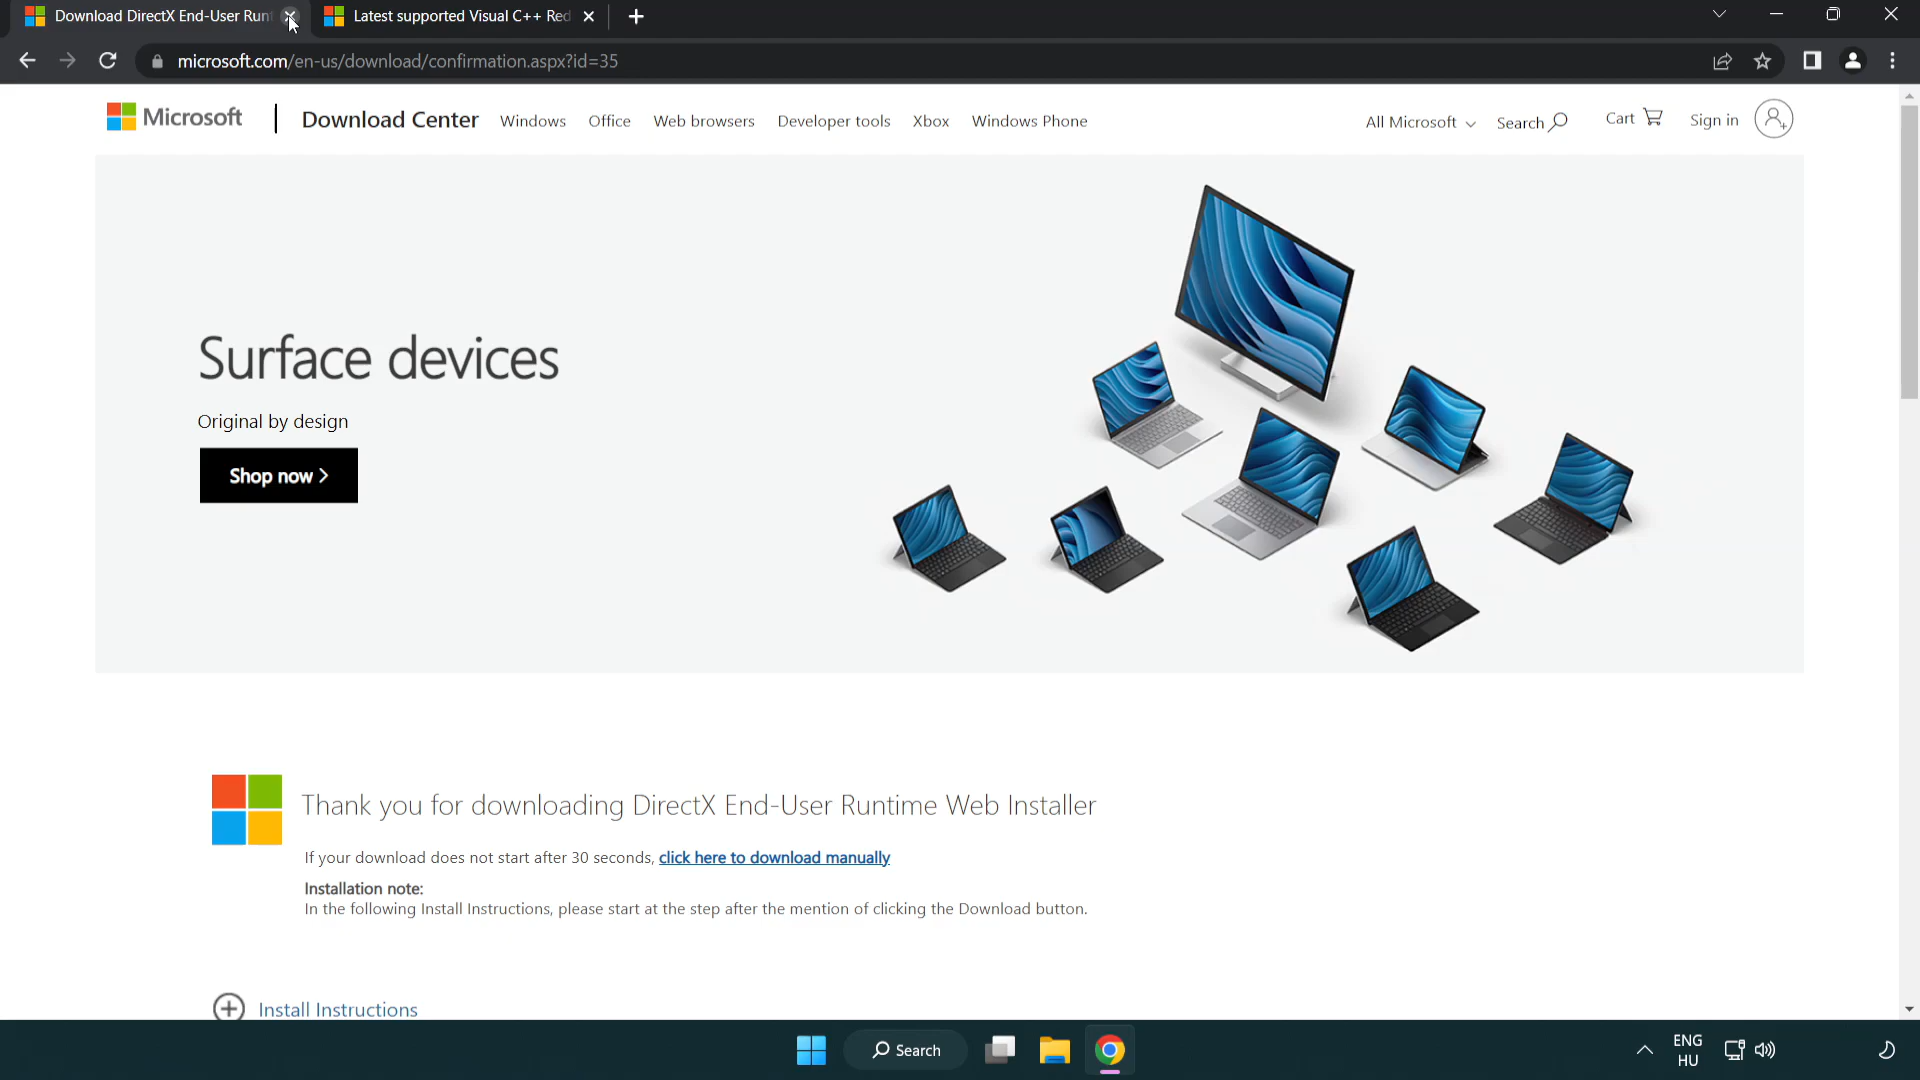 Download DirectX End-User Runt
Latest supported Visual C++ Red
microsoft.com/en-us/download/confirmation.aspx?id=35
Microsoft
Download Center
Windows
Office
Web browsers
Developer tools
Xbox
Windows Phone
All Microsoft
Search
Cart
Sign in
Surface devices
Original by design
Shop now >
Thank you for downloading DirectX End-User Runtime Web Installer
If your download does not start after 30 seconds, click here to download manually
Installation note:
In the following Install Instructions, please start at the step after the mention of clicking the Download button.
Install Instructions
Search
ENG
HU